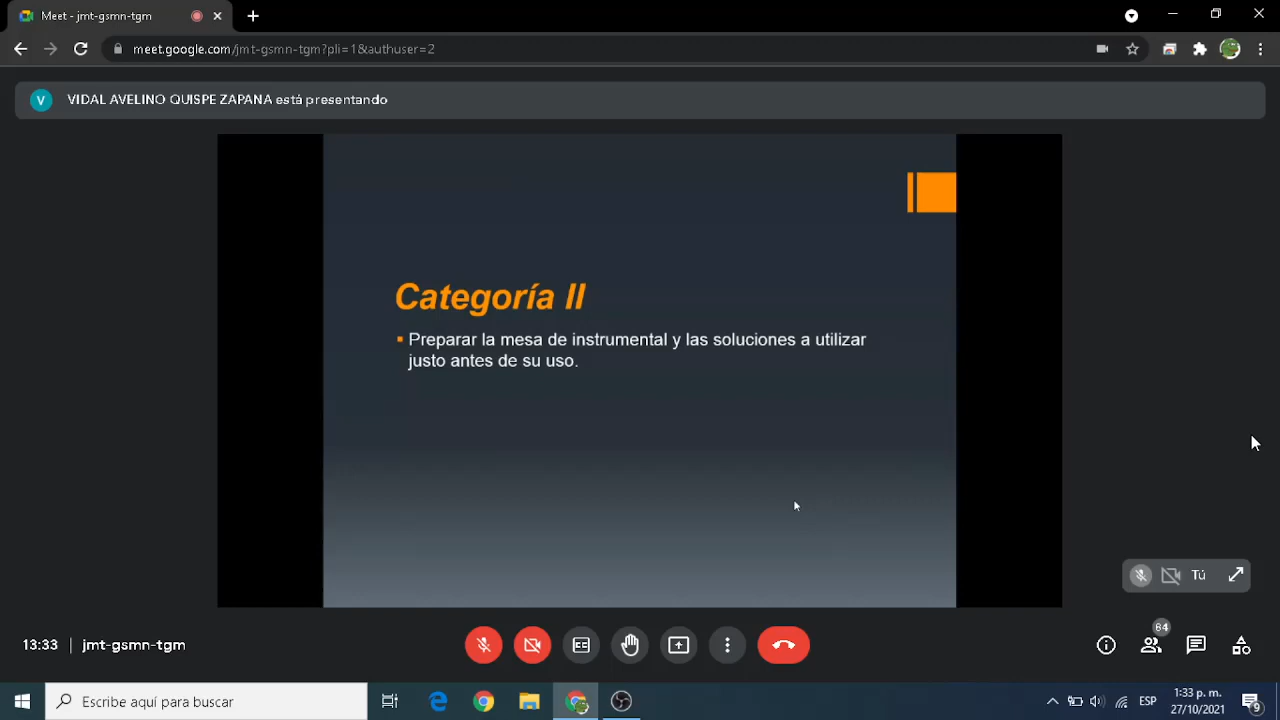 Meet - jmt-gsmn-tgm
meet.google.com/jmt-gsmn-tgm?pli=1&authuser=2
V VIDAL AVELINO QUISPE ZAPANA está presentando
Categoría II
▪ Preparar la mesa de instrumental y las soluciones a utilizar
justo antes de su uso.
Tú
13:33 | jmt-gsmn-tgm
64
Escribe aquí para buscar
ESP
1:33 p. m.
27/10/2021
9